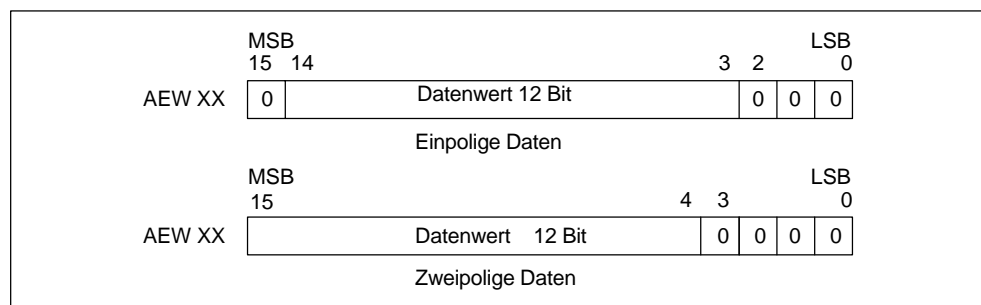 MSB LSB
15 14 3 2 0
AEW XX 0 Datenwert 12 Bit 0 0 0
Einpolige Daten
MSB LSB
15 4 3 0
AEW XX Datenwert 12 Bit 0 0 0 0
Zweipolige Daten